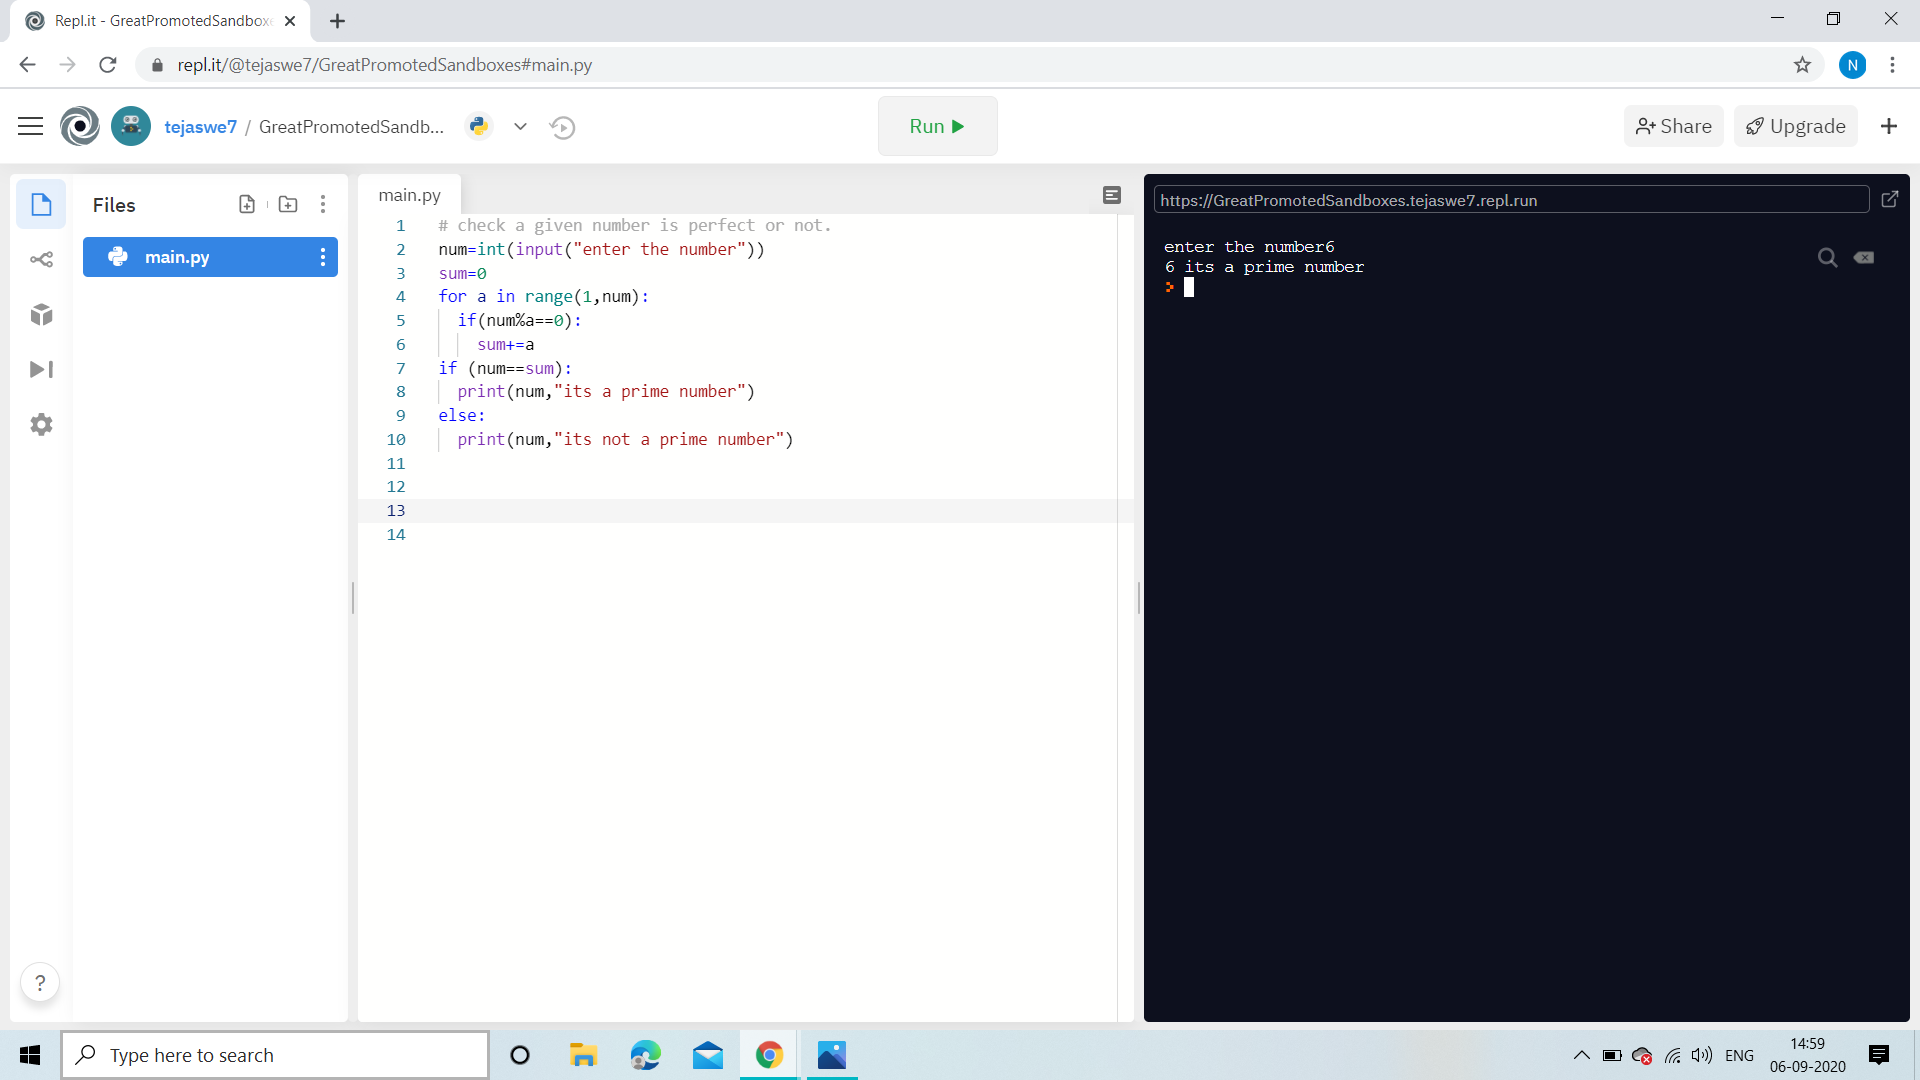 Repl.it - GreatPromotedSandboxe
repl.it/@tejaswe7/GreatPromotedSandboxes#main.py
N
tejaswe7 / GreatPromotedSandb...
Run
Share
Upgrade
Files
main.py
main.py
1 # check a given number is perfect or not.
2 num=int(input("enter the number"))
3 sum=0
4 for a in range(1,num):
5 if(num%a==0):
6 sum+=a
7 if (num==sum):
8 print(num,"its a prime number")
9 else:
10 print(num,"its not a prime number")
11
12
13
14
https://GreatPromotedSandboxes.tejaswe7.repl.run
enter the number6
6 its a prime number
>
?
Type here to search
ENG
14:59
06-09-2020